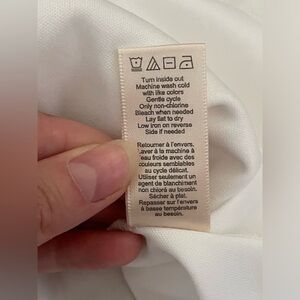 Turn inside out
Machine wash cold
with like colors
Gentle cycle
Only non-chlorine
Bleach when needed
Lay flat to dry
Low iron on reverse
Side if needed
Retourner à l'envers.
Laver à la machine à
eau froide avec des
couleurs semblables
au cycle délicat.
Utiliser seulement un
agent de blanchiment
non chloré au besoin.
Sécher à plat.
Repasser sur l'envers
à basse température
au besoin.